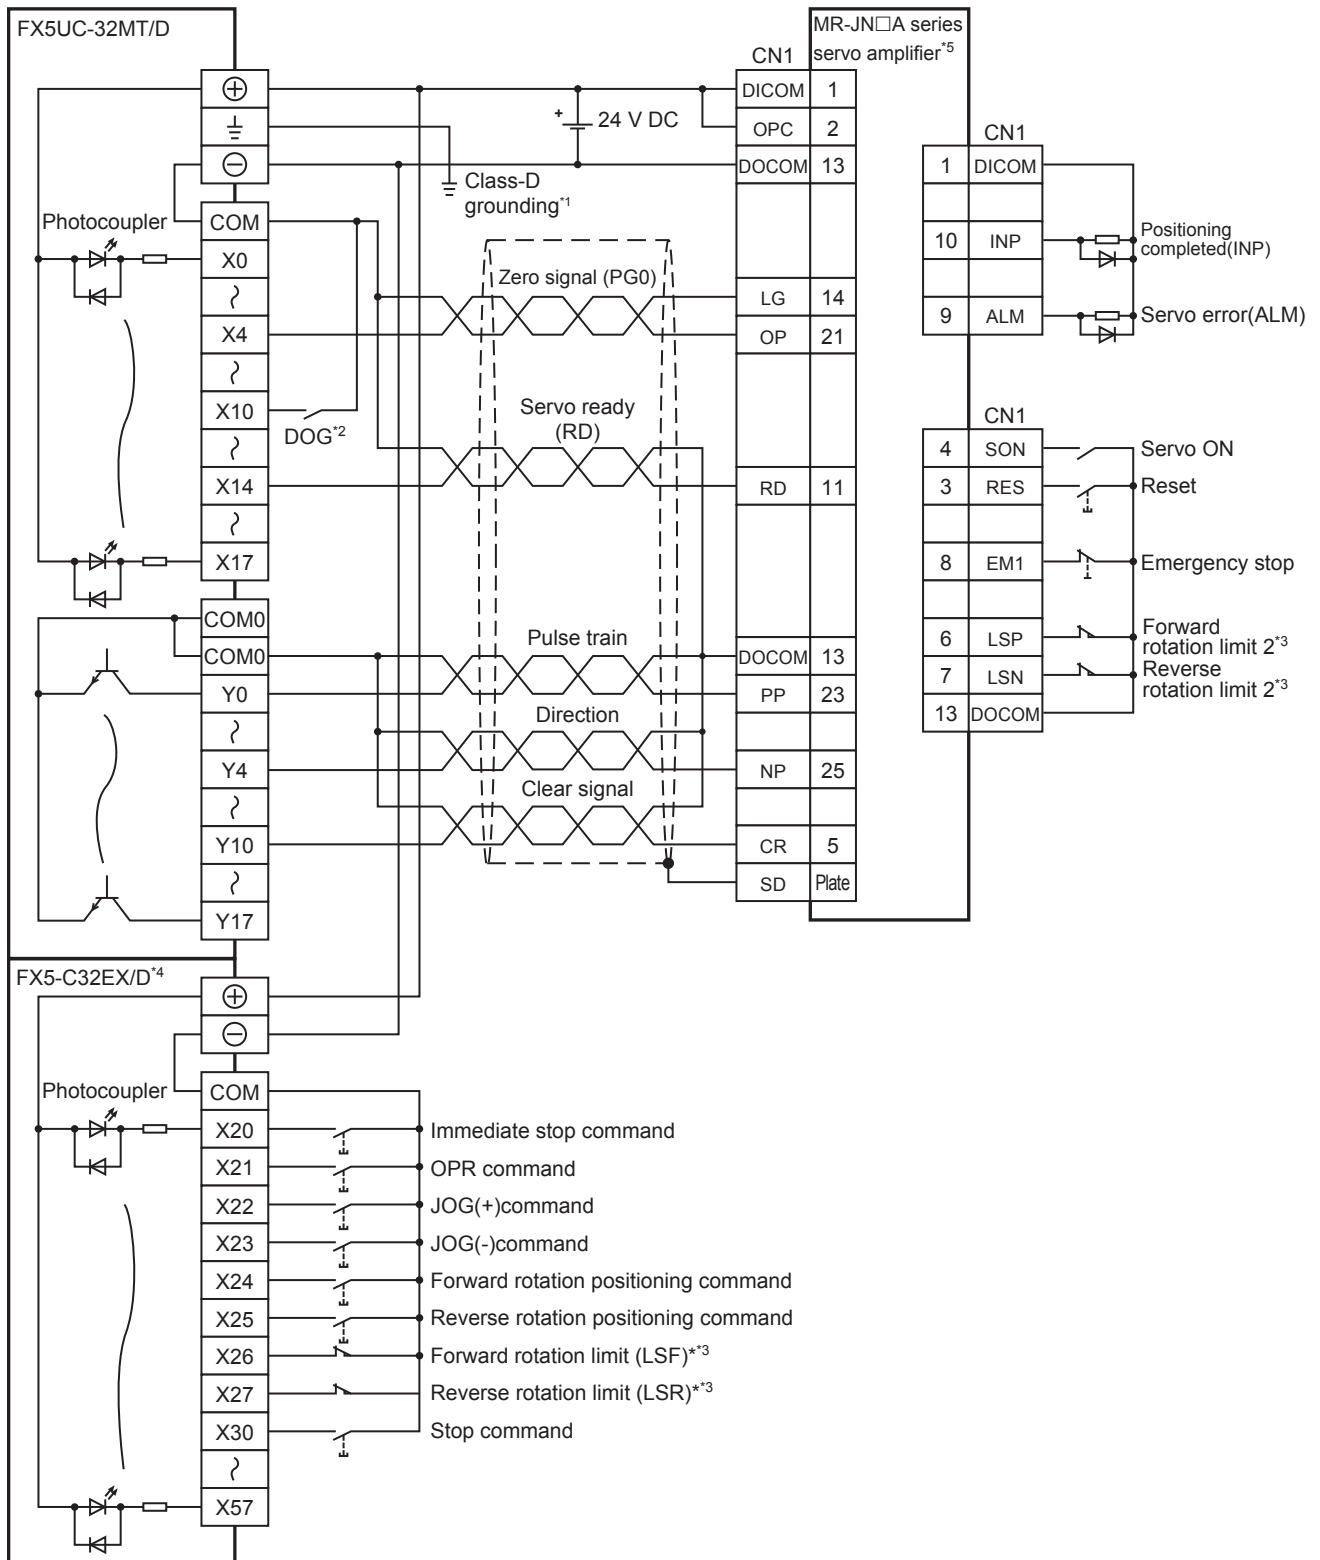 FX5UC-32MT/D
MR-JN□A series
servo amplifier*5
CN1
DICOM 1
OPC 2
DOCOM 13
+
24 V DC
Class-D
grounding*1
Photocoupler
COM
X0
X4
X10
X14
X17
DOG*2
Zero signal (PG0)
LG 14
OP 21
Servo ready
(RD)
RD 11
COM0
COM0
Y0
Y4
Y10
Y17
Pulse train
DOCOM 13
PP 23
Direction
NP 25
Clear signal
CR 5
SD Plate
CN1
1 DICOM
10 INP
Positioning
completed(INP)
9 ALM
Servo error(ALM)
CN1
4 SON Servo ON
3 RES Reset
8 EM1 Emergency stop
6 LSP
Forward
rotation limit 2*3
7 LSN
Reverse
rotation limit 2*3
13 DOCOM
FX5-C32EX/D*4
Photocoupler
COM
X20 Immediate stop command
X21 OPR command
X22 JOG(+)command
X23 JOG(-)command
X24 Forward rotation positioning command
X25 Reverse rotation positioning command
X26 Forward rotation limit (LSF)**3
X27 Reverse rotation limit (LSR)**3
X30 Stop command
X57